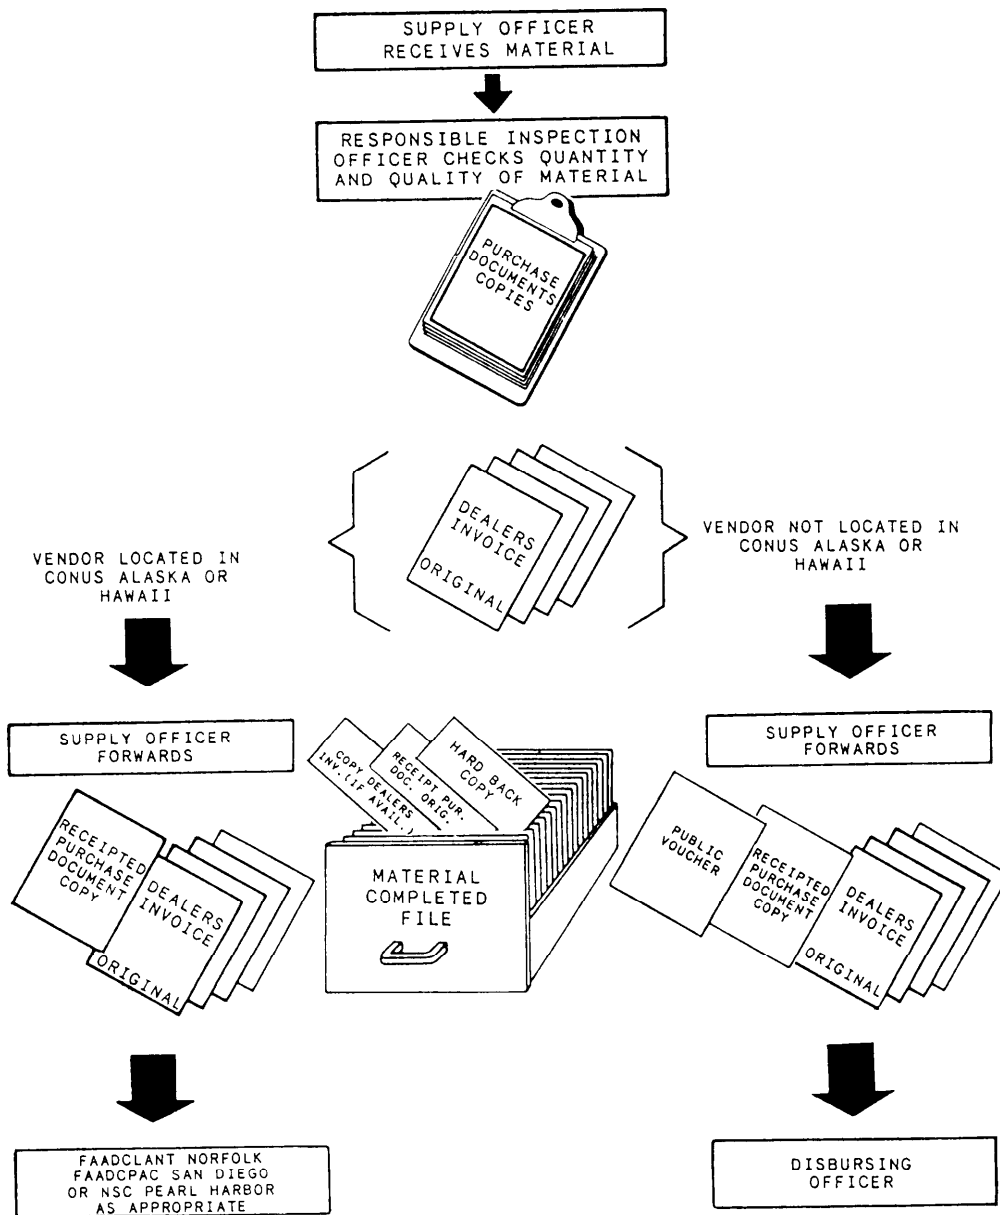 SUPPLY OFFICER
RECEIVES MATERIAL
RESPONSIBLE INSPECTION
OFFICER CHECKS QUANTITY
AND QUALITY OF MATERIAL
PURCHASE
DOCUMENTS
COPIES
DEALERS
INVOICE
ORIGINAL
VENDOR LOCATED IN
CONUS ALASKA OR
HAWAII
VENDOR NOT LOCATED IN
CONUS ALASKA OR
HAWAII
SUPPLY OFFICER
FORWARDS
RECEIPTED
PURCHASE
DOCUMENT
COPY
DEALERS
INVOICE
ORIGINAL
COPY DEALERS
INV.(IF AVAIL.)
RECEIPT PUR.
DOC. ORIG.
HARD BACK
COPY
MATERIAL
COMPLETED
FILE
SUPPLY OFFICER
FORWARDS
PUBLIC
VOUCHER
RECEIPTED
PURCHASE
DOCUMENT
COPY
DEALERS
INVOICE
ORIGINAL
FAADCLANT NORFOLK
FAADCPAC SAN DIEGO
OR NSC PEARL HARBOR
AS APPROPRIATE
DISBURSING
OFFICER